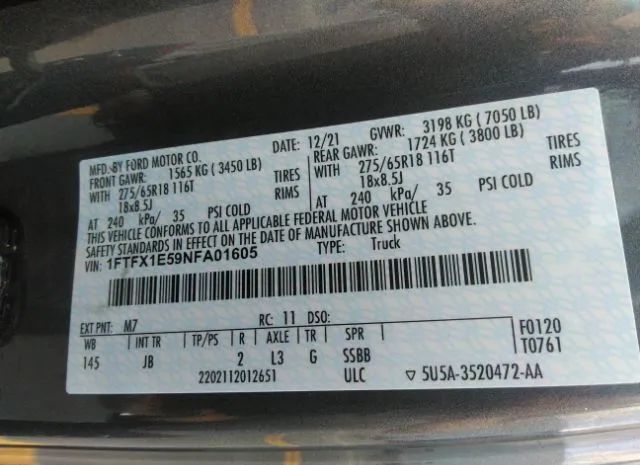 MFD. BY FORD MOTOR CO. DATE: 12/21 GVWR: 3198 KG ( 7050 LB)
FRONT GAWR: 1565 KG ( 3450 LB) REAR GAWR: 1724 KG ( 3800 LB)
WITH 275/65R18 116T TIRES WITH 275/65R18 116T TIRES
18x8.5J RIMS 18x8.5J RIMS
AT 240 kPa/ 35 PSI COLD AT 240 kPa/ 35 PSI COLD
THIS VEHICLE CONFORMS TO ALL APPLICABLE FEDERAL MOTOR VEHICLE
SAFETY STANDARDS IN EFFECT ON THE DATE OF MANUFACTURE SHOWN ABOVE.
VIN: 1FTFX1E59NFA01605 TYPE: Truck
EXT PNT: M7 RC: 11 DSO: F0120
WB INT TR TP/PS R AXLE TR SPR T0761
145 JB 2 L3 G SSBB
2202112012651 ULC ▽ 5U5A-3520472-AA